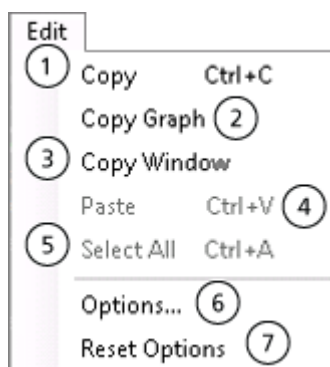 Edit
1 Copy Ctrl+C
Copy Graph 2
3 Copy Window
Paste Ctrl+V 4
5 Select All Ctrl+A
Options... 6
Reset Options 7